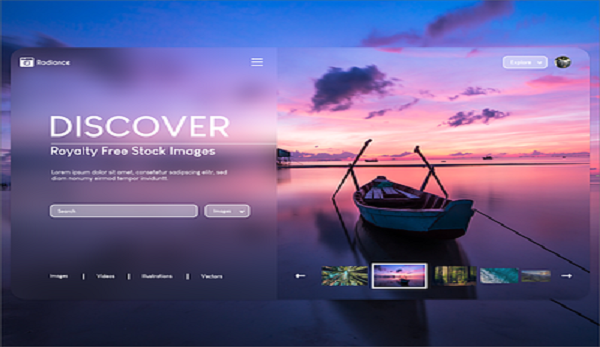 Radiance
Explore
DISCOVER
Royalty Free Stock Images
Lorem ipsum dolor sit amet, consetetur sadipscing elitr, sed
diam nonumy eirmod tempor invidunt.
Search
Images
Images | Videos | Illustrations | Vectors